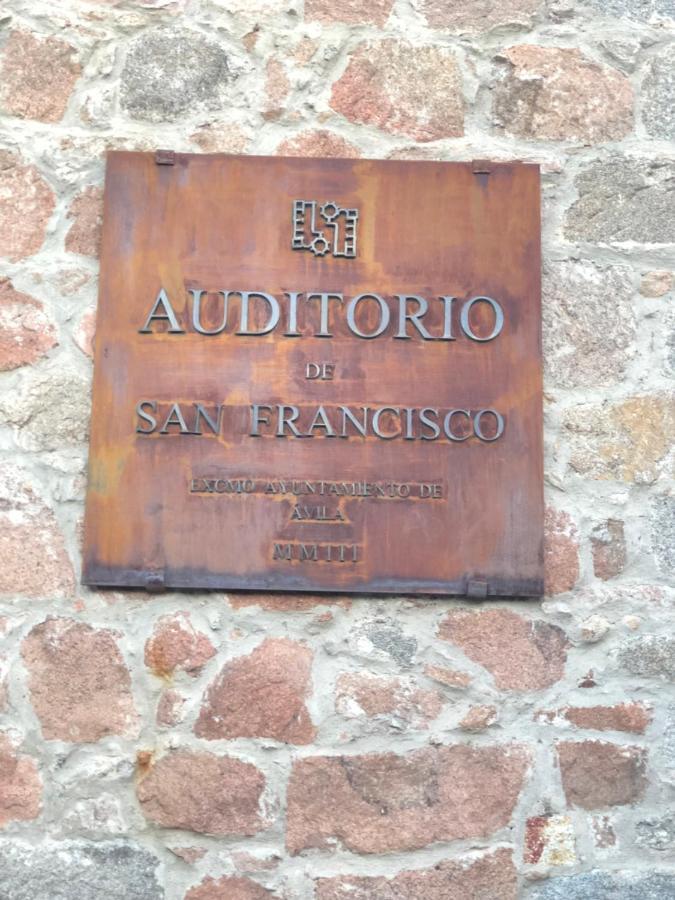 AUDITORIO
DE
SAN FRANCISCO
EXCMO AYUNTAMIENTO DE
ÁVILA
MMIII